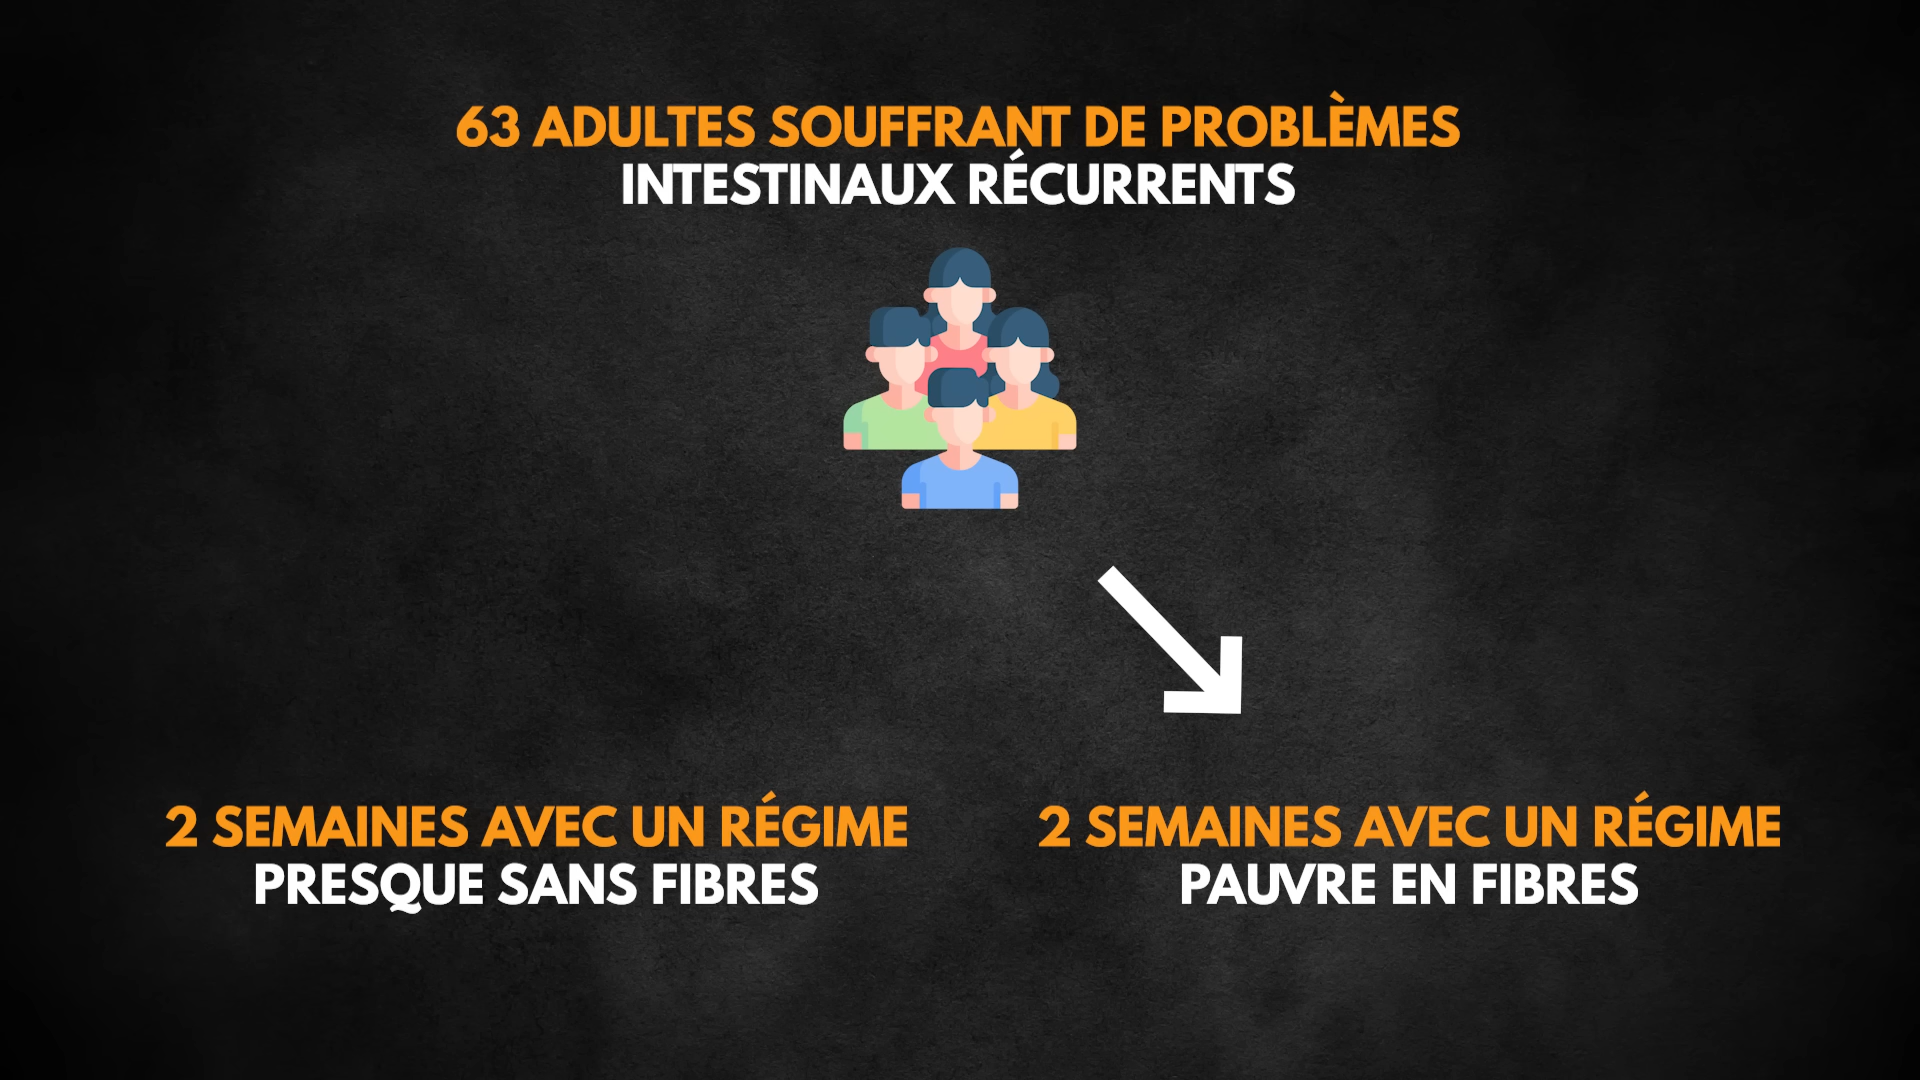 63 ADULTES SOUFFRANT DE PROBLÈMES
INTESTINAUX RÉCURRENTS
2 SEMAINES AVEC UN RÉGIME
PRESQUE SANS FIBRES
2 SEMAINES AVEC UN RÉGIME
PAUVRE EN FIBRES